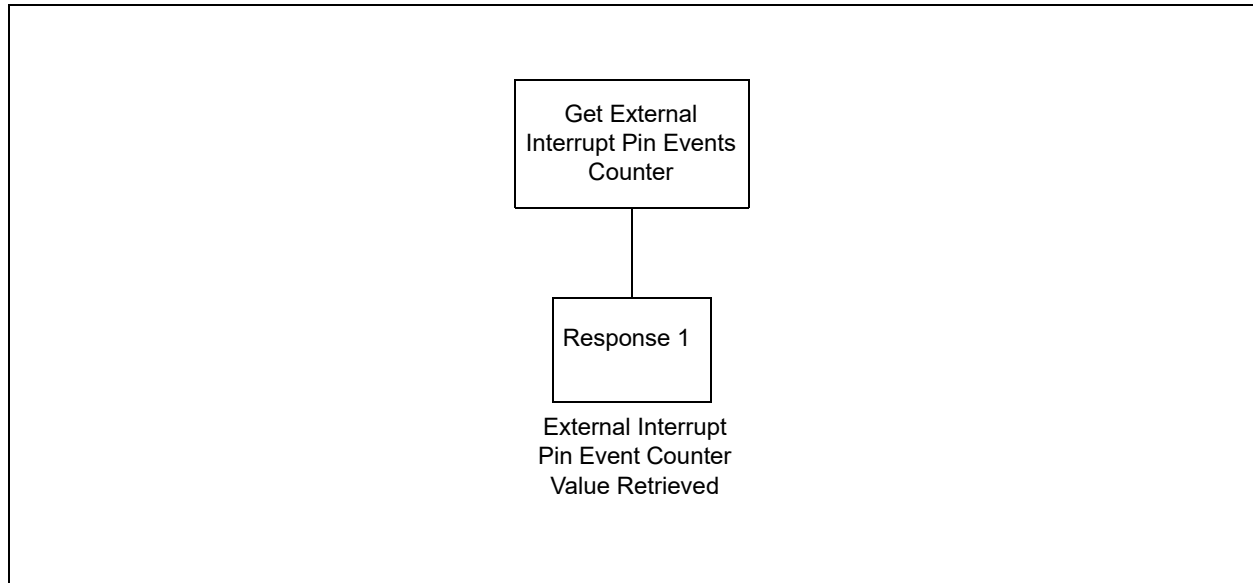 Get External
Interrupt Pin Events
Counter
Response 1
External Interrupt
Pin Event Counter
Value Retrieved